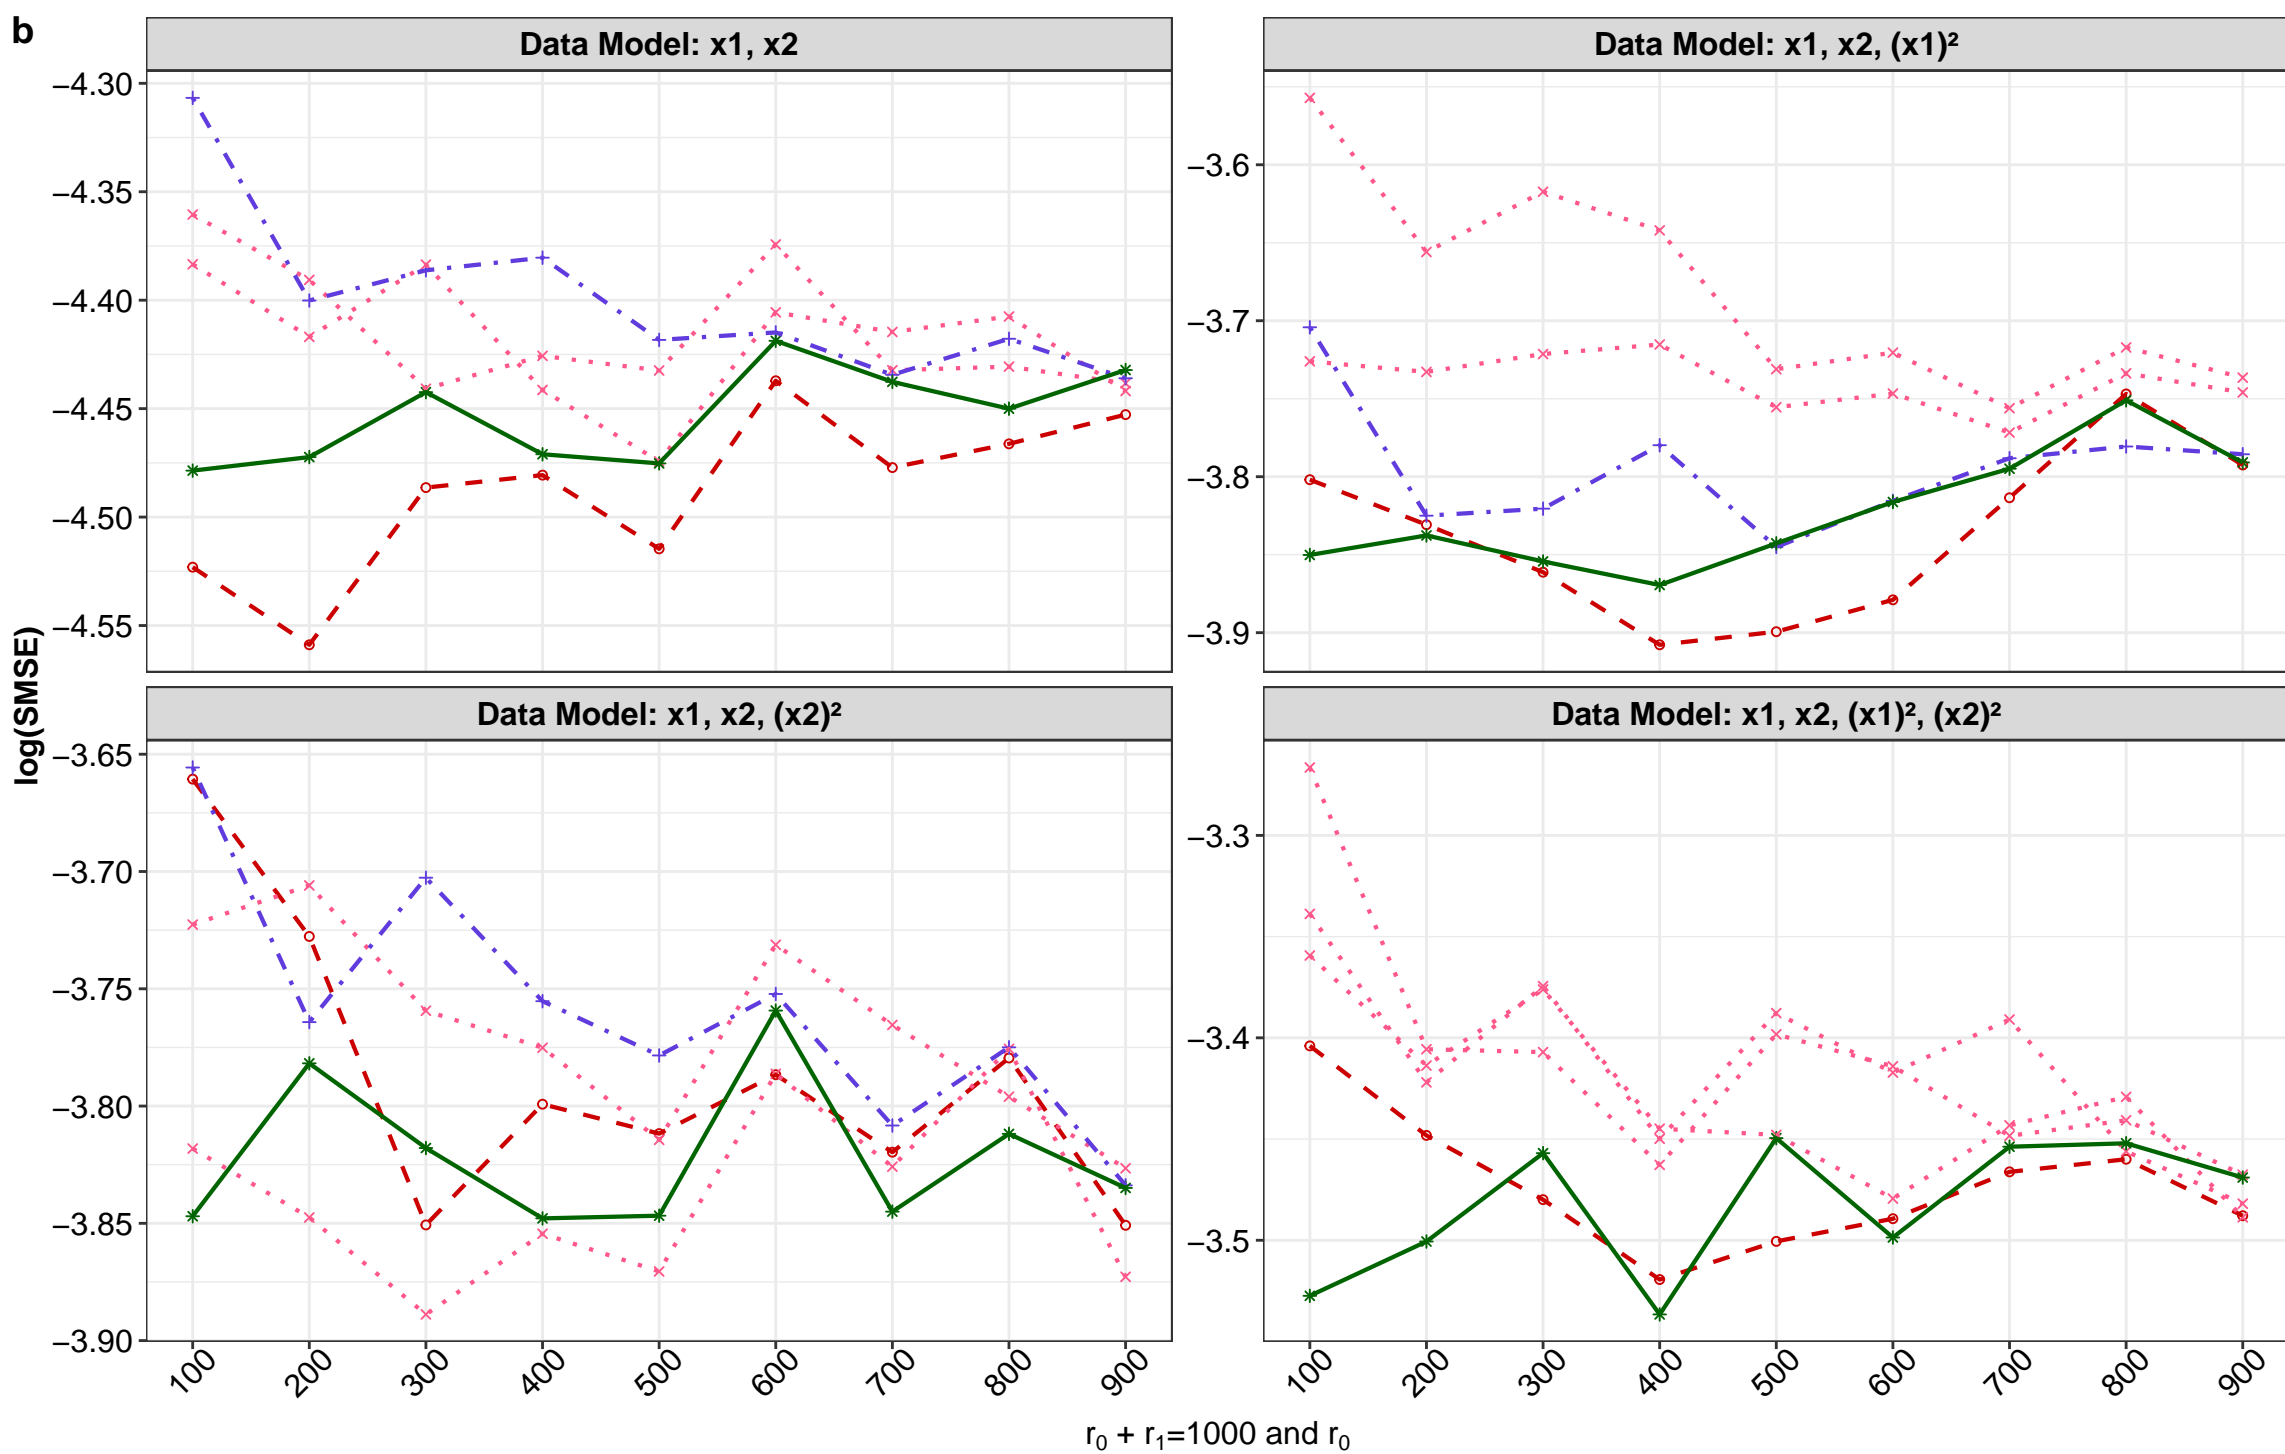 b
Data Model: x1, x2
−4.30
−4.35
−4.40
−4.45
−4.50
−4.55
Data Model: x1, x2, (x1)²
−3.6
−3.7
−3.8
−3.9
log(SMSE)
Data Model: x1, x2, (x2)²
−3.65
−3.70
−3.75
−3.80
−3.85
−3.90
100 200 300 400 500 600 700 800 900
Data Model: x1, x2, (x1)², (x2)²
−3.3
−3.4
−3.5
100 200 300 400 500 600 700 800 900
r₀ + r₁=1000 and r₀